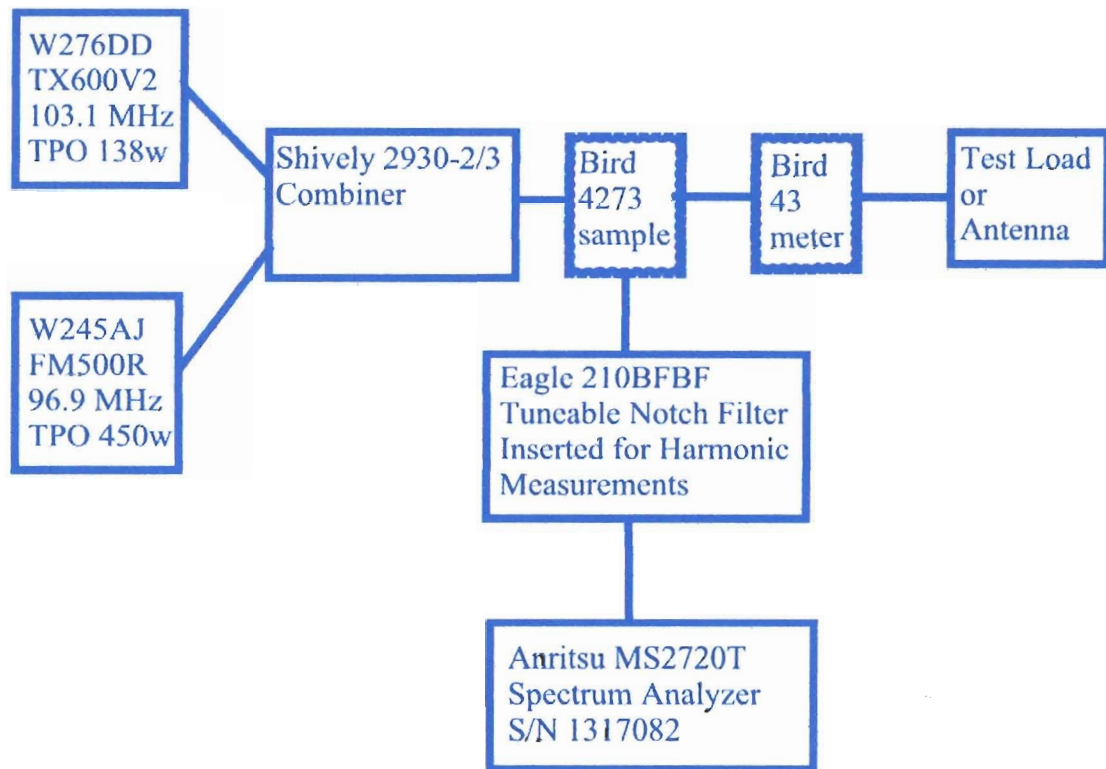 W276DD
TX600V2
103.1 MHz
TPO 138w
Shively 2930-2/3
Combiner
Bird
4273
sample
Bird
43
meter
Test Load
or
Antenna
W245AJ
FM500R
96.9 MHz
TPO 450w
Eagle 210BFBF
Tuneable Notch Filter
Inserted for Harmonic
Measurements
Anritsu MS2720T
Spectrum Analyzer
S/N 1317082